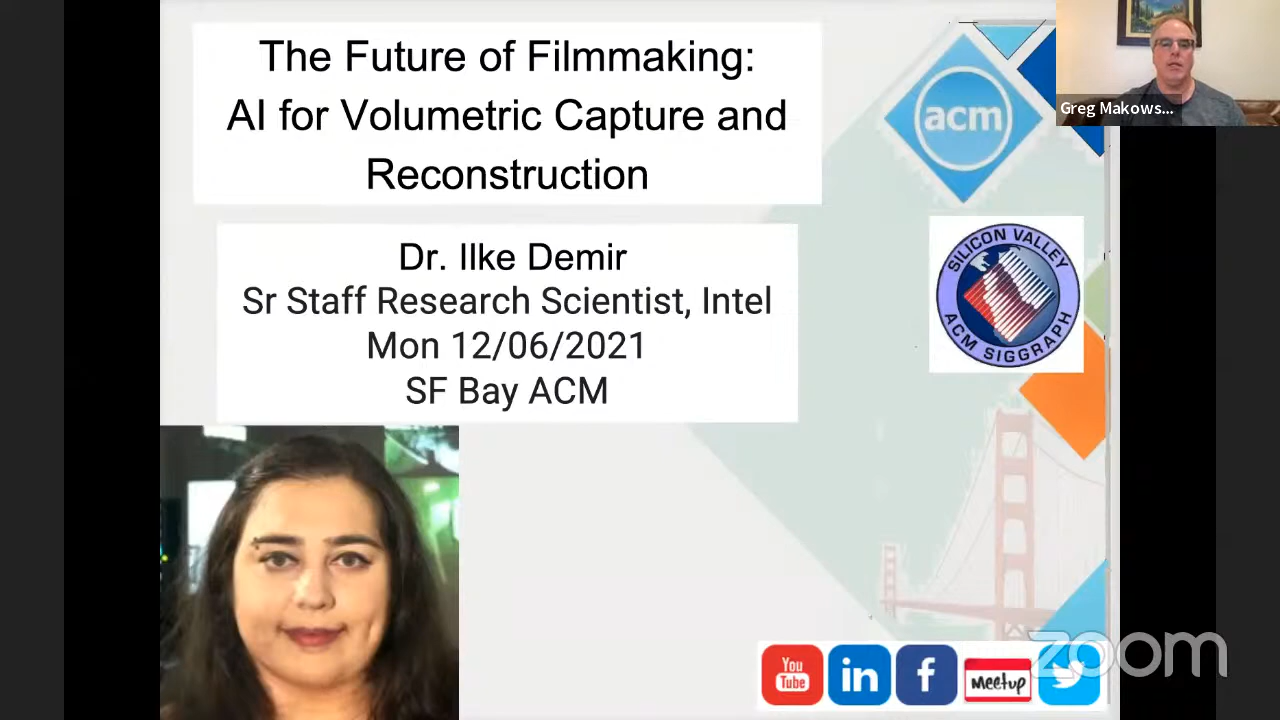 The Future of Filmmaking:
AI for Volumetric Capture and
Reconstruction
Dr. Ilke Demir
Sr Staff Research Scientist, Intel
Mon 12/06/2021
SF Bay ACM
acm
SILICON VALLEY
ACM SIGGRAPH
Greg Makows...
You
Tube
in
f
meetup
zoom